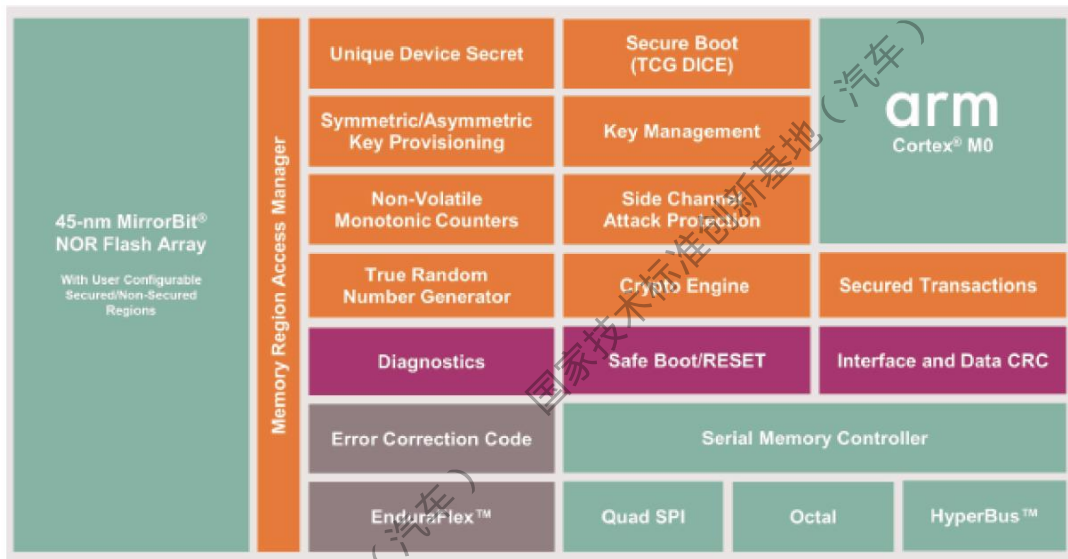 45-nm MirrorBit®
NOR Flash Array
With User Configurable
Secured/Non-Secured
Regions
Memory Region Access Manager
Unique Device Secret
Secure Boot
(TCG DICE)
arm
Cortex® M0
Symmetric/Asymmetric
Key Provisioning
Key Management
Non-Volatile
Monotonic Counters
Side Channel
Attack Protection
True Random
Number Generator
Crypto Engine
Secured Transactions
Diagnostics
Safe Boot/RESET
Interface and Data CRC
Error Correction Code
Serial Memory Controller
EnduraFlex™
Quad SPI
Octal
HyperBus™
国家技术标准创新基地（汽车）
（汽车）